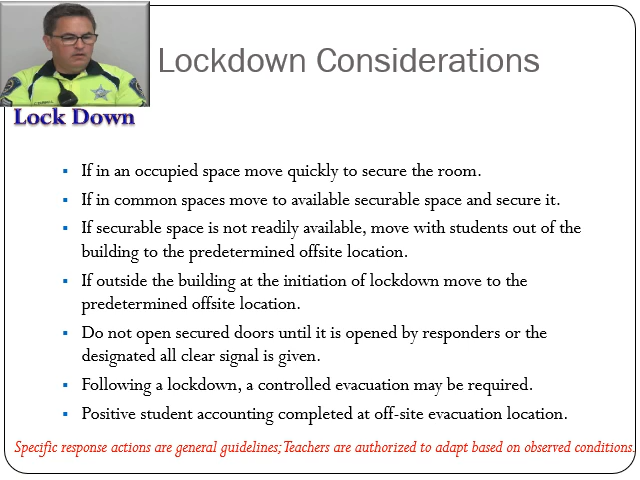 Lockdown Considerations
Lock Down
▪ If in an occupied space move quickly to secure the room.
▪ If in common spaces move to available securable space and secure it.
▪ If securable space is not readily available, move with students out of the
building to the predetermined offsite location.
▪ If outside the building at the initiation of lockdown move to the
predetermined offsite location.
▪ Do not open secured doors until it is opened by responders or the
designated all clear signal is given.
▪ Following a lockdown, a controlled evacuation may be required.
▪ Positive student accounting completed at off-site evacuation location.
Specific response actions are general guidelines; Teachers are authorized to adapt based on observed conditions.